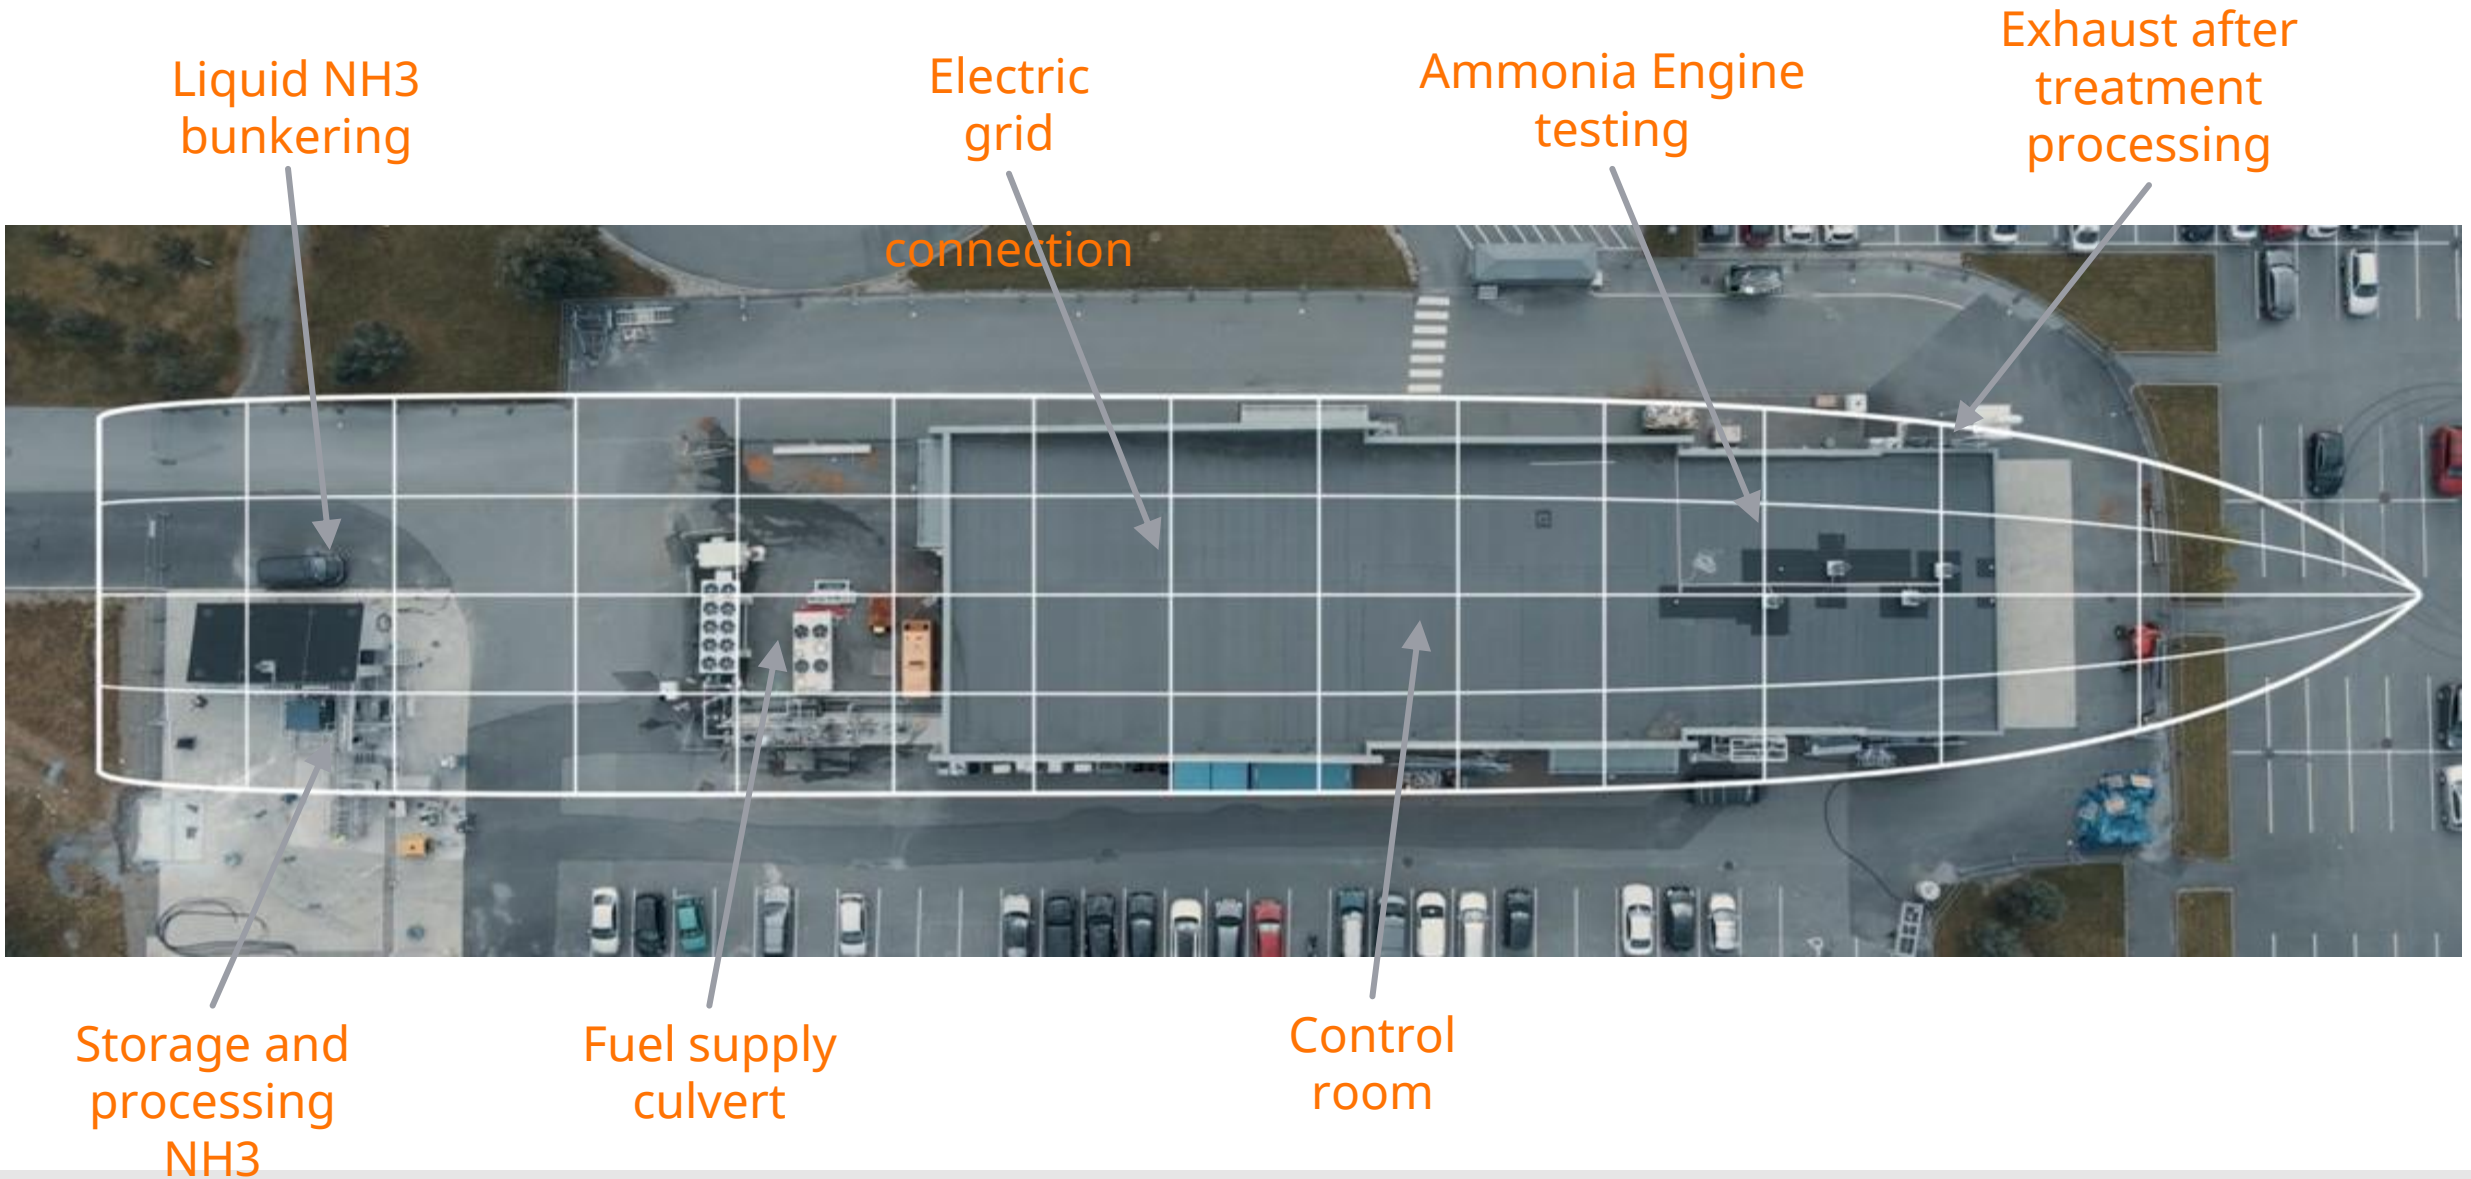 Liquid NH3
bunkering
Electric
grid
connection
Ammonia Engine
testing
Exhaust after
treatment
processing
Storage and
processing
NH3
Fuel supply
culvert
Control
room